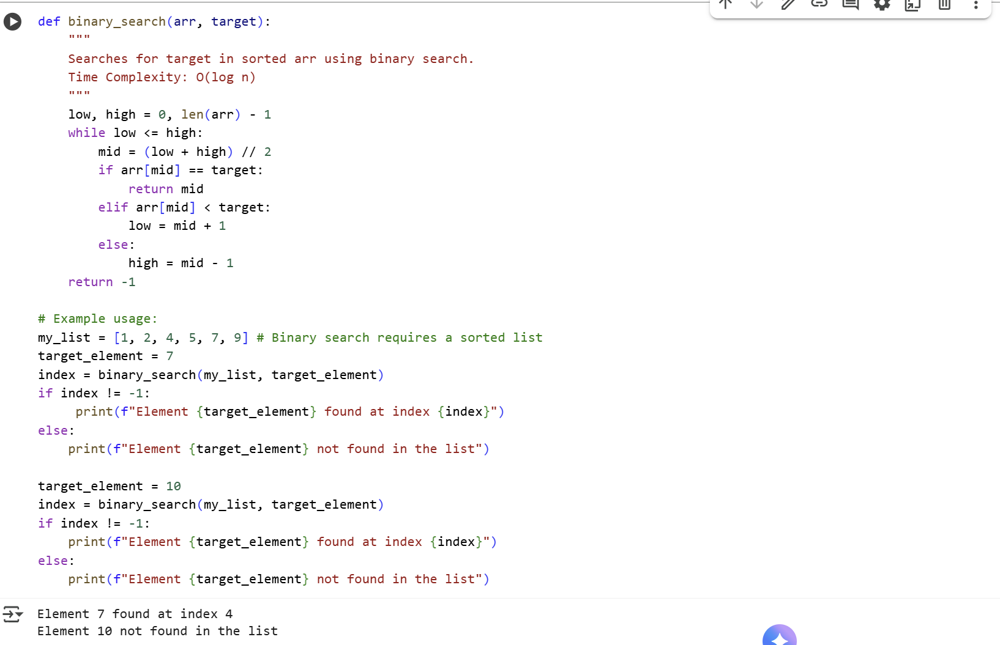 def binary_search(arr, target):
    """
    Searches for target in sorted arr using binary search.
    Time Complexity: O(log n)
    """
    low, high = 0, len(arr) - 1
    while low <= high:
        mid = (low + high) // 2
        if arr[mid] == target:
            return mid
        elif arr[mid] < target:
            low = mid + 1
        else:
            high = mid - 1
    return -1

# Example usage:
my_list = [1, 2, 4, 5, 7, 9] # Binary search requires a sorted list
target_element = 7
index = binary_search(my_list, target_element)
if index != -1:
     print(f"Element {target_element} found at index {index}")
else:
    print(f"Element {target_element} not found in the list")

target_element = 10
index = binary_search(my_list, target_element)
if index != -1:
    print(f"Element {target_element} found at index {index}")
else:
    print(f"Element {target_element} not found in the list")

Element 7 found at index 4
Element 10 not found in the list